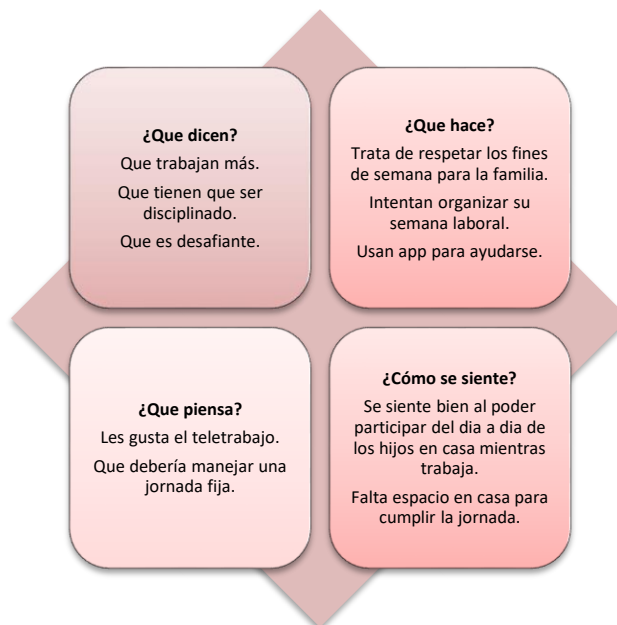 ¿Que dicen?
Que trabajan más.
Que tienen que ser
disciplinado.
Que es desafiante.
¿Que hace?
Trata de respetar los fines
de semana para la familia.
Intentan organizar su
semana laboral.
Usan app para ayudarse.
¿Que piensa?
Les gusta el teletrabajo.
Que debería manejar una
jornada fija.
¿Cómo se siente?
Se siente bien al poder
participar del dia a dia de
los hijos en casa mientras
trabaja.
Falta espacio en casa para
cumplir la jornada.